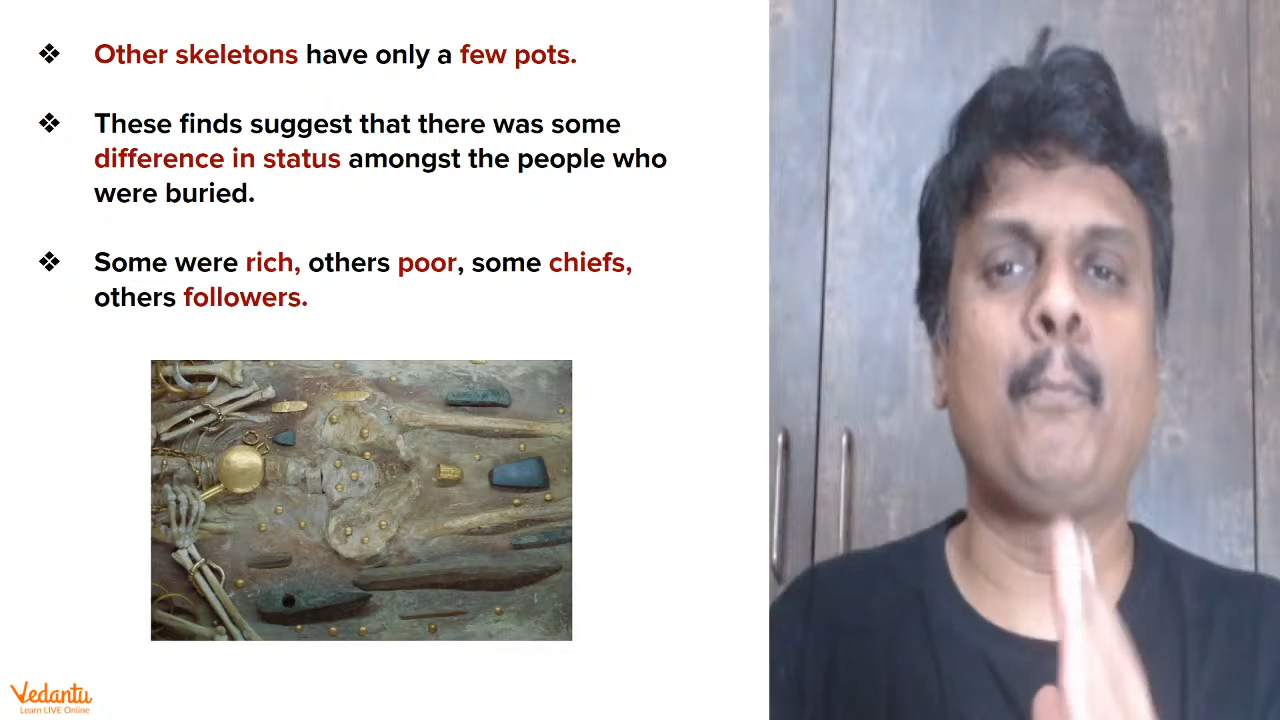 ❖ Other skeletons have only a few pots.
❖ These finds suggest that there was some
difference in status amongst the people who
were buried.
❖ Some were rich, others poor, some chiefs,
others followers.
Vedantu
Learn LIVE Online